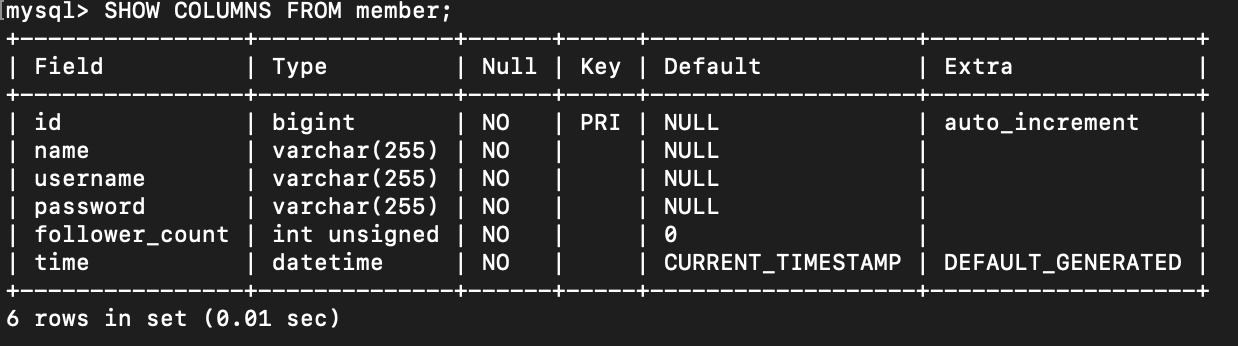 [mysql> SHOW COLUMNS FROM member;
+----------------+--------------+------+-----+-------------------+-------------------+
| Field          | Type         | Null | Key | Default           | Extra             |
+----------------+--------------+------+-----+-------------------+-------------------+
| id             | bigint       | NO   | PRI | NULL              | auto_increment    |
| name           | varchar(255) | NO   |     | NULL              |                   |
| username       | varchar(255) | NO   |     | NULL              |                   |
| password       | varchar(255) | NO   |     | NULL              |                   |
| follower_count | int unsigned | NO   |     | 0                 |                   |
| time           | datetime     | NO   |     | CURRENT_TIMESTAMP | DEFAULT_GENERATED |
+----------------+--------------+------+-----+-------------------+-------------------+
6 rows in set (0.01 sec)